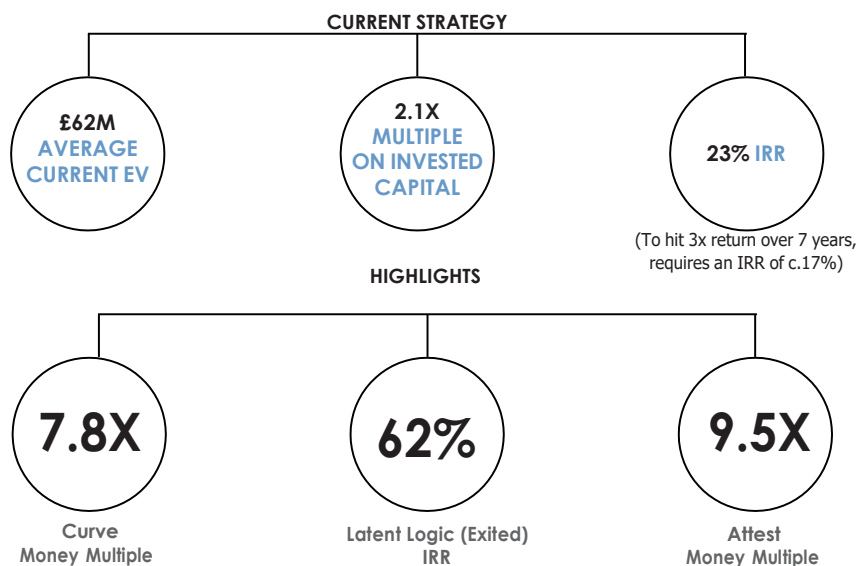 CURRENT STRATEGY
£62M
AVERAGE
CURRENT EV
2.1X
MULTIPLE
ON INVESTED
CAPITAL
23% IRR
(To hit 3x return over 7 years,
requires an IRR of c.17%)
HIGHLIGHTS
7.8X
Curve
Money Multiple
62%
Latent Logic (Exited)
IRR
9.5X
Attest
Money Multiple